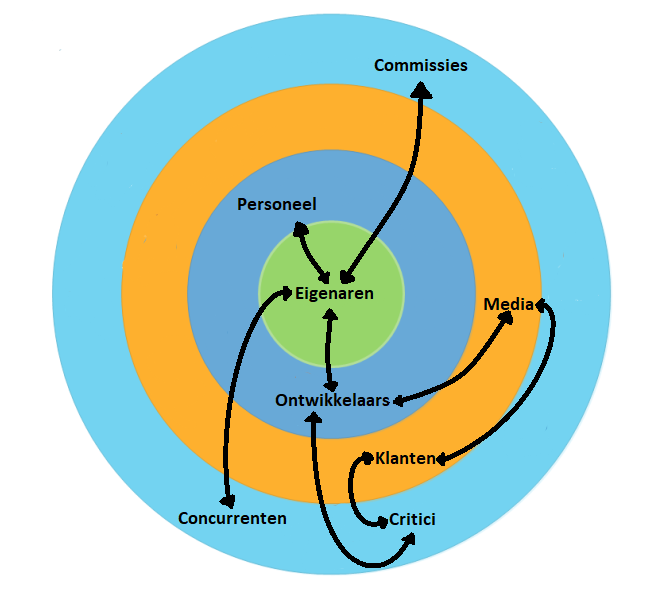 Commissies
Personeel
Eigenaren
Media
Ontwikkelaars
Klanten
Concurrenten
Critici